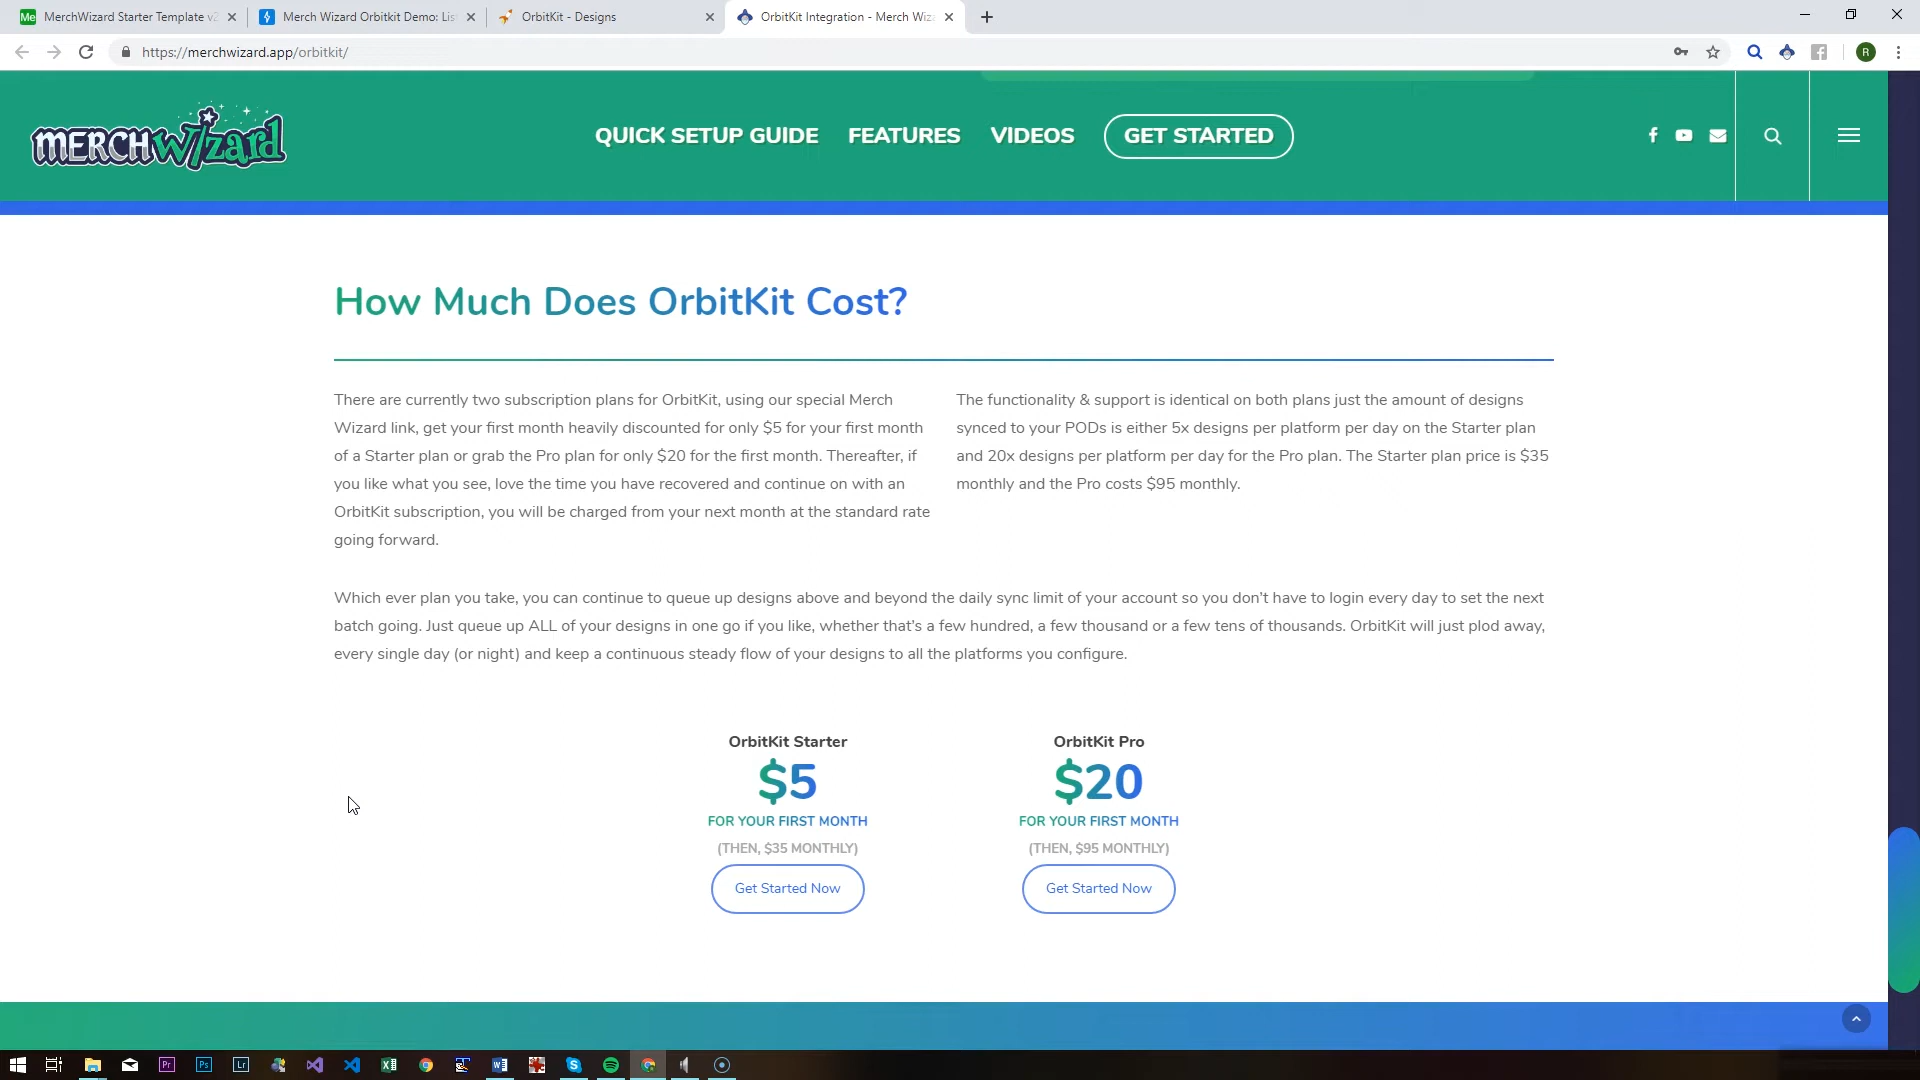 MerchWizard Starter Template v2
Merch Wizard Orbitkit Demo: Lis
OrbitKit - Designs
OrbitKit Integration - Merch Wiza
https://merchwizard.app/orbitkit/
R
MERCHWizard
QUICK SETUP GUIDE
FEATURES
VIDEOS
GET STARTED
How Much Does OrbitKit Cost?
There are currently two subscription plans for OrbitKit, using our special Merch
Wizard link, get your first month heavily discounted for only $5 for your first month
of a Starter plan or grab the Pro plan for only $20 for the first month. Thereafter, if
you like what you see, love the time you have recovered and continue on with an
OrbitKit subscription, you will be charged from your next month at the standard rate
going forward.
The functionality & support is identical on both plans just the amount of designs
synced to your PODs is either 5x designs per platform per day on the Starter plan
and 20x designs per platform per day for the Pro plan. The Starter plan price is $35
monthly and the Pro costs $95 monthly.
Which ever plan you take, you can continue to queue up designs above and beyond the daily sync limit of your account so you don't have to login every day to set the next
batch going. Just queue up ALL of your designs in one go if you like, whether that's a few hundred, a few thousand or a few tens of thousands. OrbitKit will just plod away,
every single day (or night) and keep a continuous steady flow of your designs to all the platforms you configure.
OrbitKit Starter
$5
FOR YOUR FIRST MONTH
(THEN, $35 MONTHLY)
Get Started Now
OrbitKit Pro
$20
FOR YOUR FIRST MONTH
(THEN, $95 MONTHLY)
Get Started Now